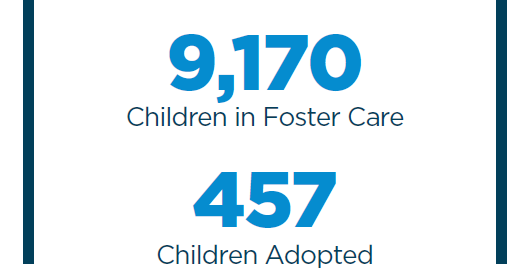 9,170
Children in Foster Care
457
Children Adopted